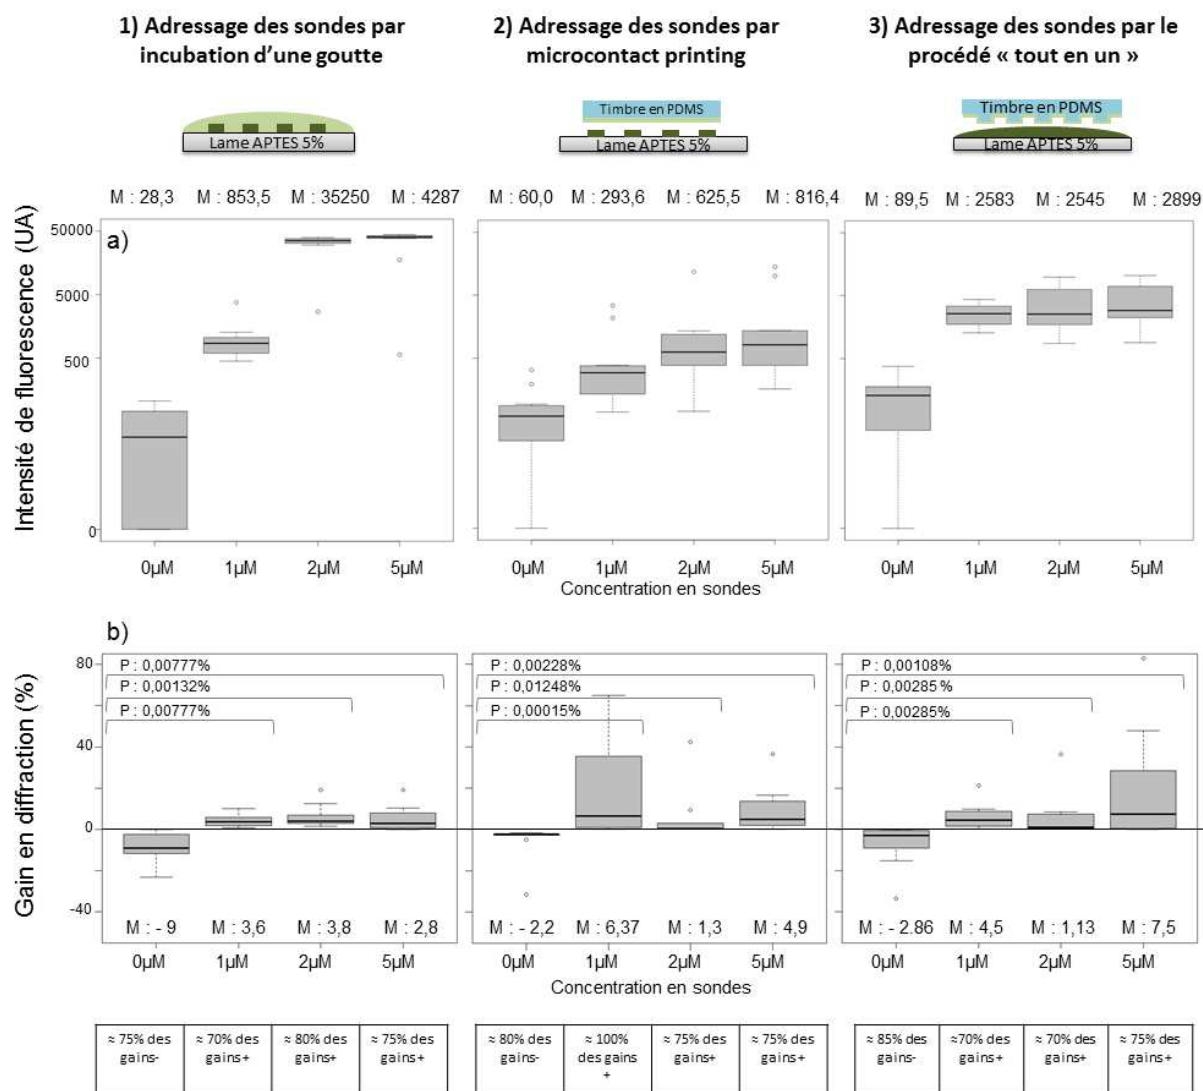 1) Adressage des sondes par
incubation d'une goutte
2) Adressage des sondes par
microcontact printing
3) Adressage des sondes par le
procédé « tout en un »
Lame APTES 5%
Timbre en PDMS
Lame APTES 5%
Timbre en PDMS
Lame APTES 5%
M : 28,3 M : 853,5 M : 35250 M : 4287
M : 60,0 M : 293,6 M : 625,5 M : 816,4
M : 89,5 M : 2583 M : 2545 M : 2899
Intensité de fluorescence (UA)
a)
50000
5000
500
0
0µM 1µM 2µM 5µM
0µM 1µM 2µM 5µM
0µM 1µM 2µM 5µM
Concentration en sondes
b)
Gain en diffraction (%)
80
40
0
-40
P : 0,00777%
P : 0,00132%
P : 0,00777%
P : 0,00228%
P : 0,01248%
P : 0,00015%
P : 0,00108%
P : 0,00285%
P : 0,00285%
M : - 9 M : 3,6 M : 3,8 M : 2,8
M : - 2,2 M : 6,37 M : 1,3 M : 4,9
M : - 2.86 M : 4,5 M : 1,13 M : 7,5
0µM 1µM 2µM 5µM
0µM 1µM 2µM 5µM
0µM 1µM 2µM 5µM
Concentration en sondes
≈ 75% des
gains-
≈ 70% des
gains+
≈ 80% des
gains+
≈ 75% des
gains+
≈ 80% des
gains-
≈ 100%
des gains
+
≈ 75% des
gains+
≈ 75% des
gains+
≈ 85% des
gains-
≈70% des
gains+
≈ 70% des
gains+
≈ 75% des
gains+